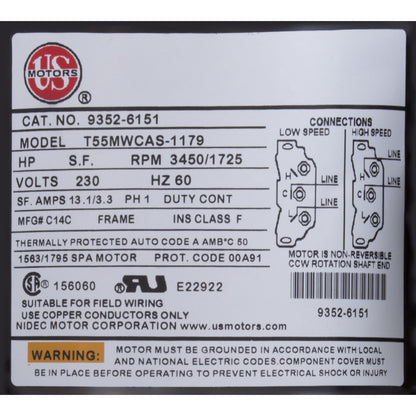 US
MOTORS
®
CAT. NO. 9352-6151
MODEL T55MWCAS-1179
HP S.F. RPM 3450/1725
VOLTS 230 HZ 60
SF. AMPS 13.1/3.3 PH 1 DUTY CONT
MFG# C14C FRAME INS CLASS F
THERMALLY PROTECTED AUTO CODE A AMB°C 50
1563/1795 SPA MOTOR PROT. CODE 00A91
SA ® 156060 RU ® E22922
SUITABLE FOR FIELD WIRING
USE COPPER CONDUCTORS ONLY
NIDEC MOTOR CORPORATION www.usmotors.com
CONNECTIONS
LOW SPEED HIGH SPEED
H H
LINE LINE
C C
LINE LINE
L L
MOTOR IS NON-REVERSIBLE
CCW ROTATION SHAFT END
9352-6151
WARNING: MOTOR MUST BE GROUNDED IN ACCORDANCE WITH LOCAL
AND NATIONAL ELECTRIC CODES.COMPONENT COVER MUST
BE IN PLACE BEFORE OPERATION TO PREVENT ELECTRICAL SHOCK OR INJURY